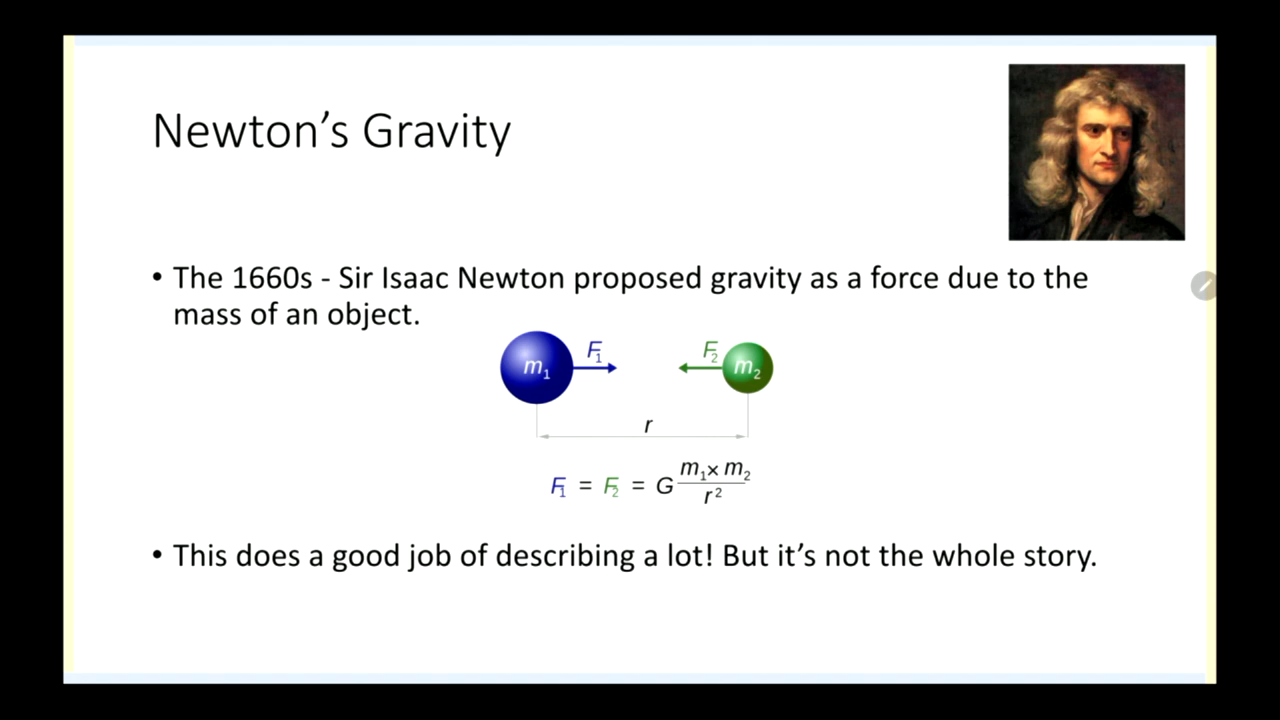 Newton’s Gravity
• The 1660s - Sir Isaac Newton proposed gravity as a force due to the
mass of an object.
m₁ F₁ F₂ m₂
r
F₁ = F₂ = G m₁ x m₂ / r²
• This does a good job of describing a lot! But it’s not the whole story.